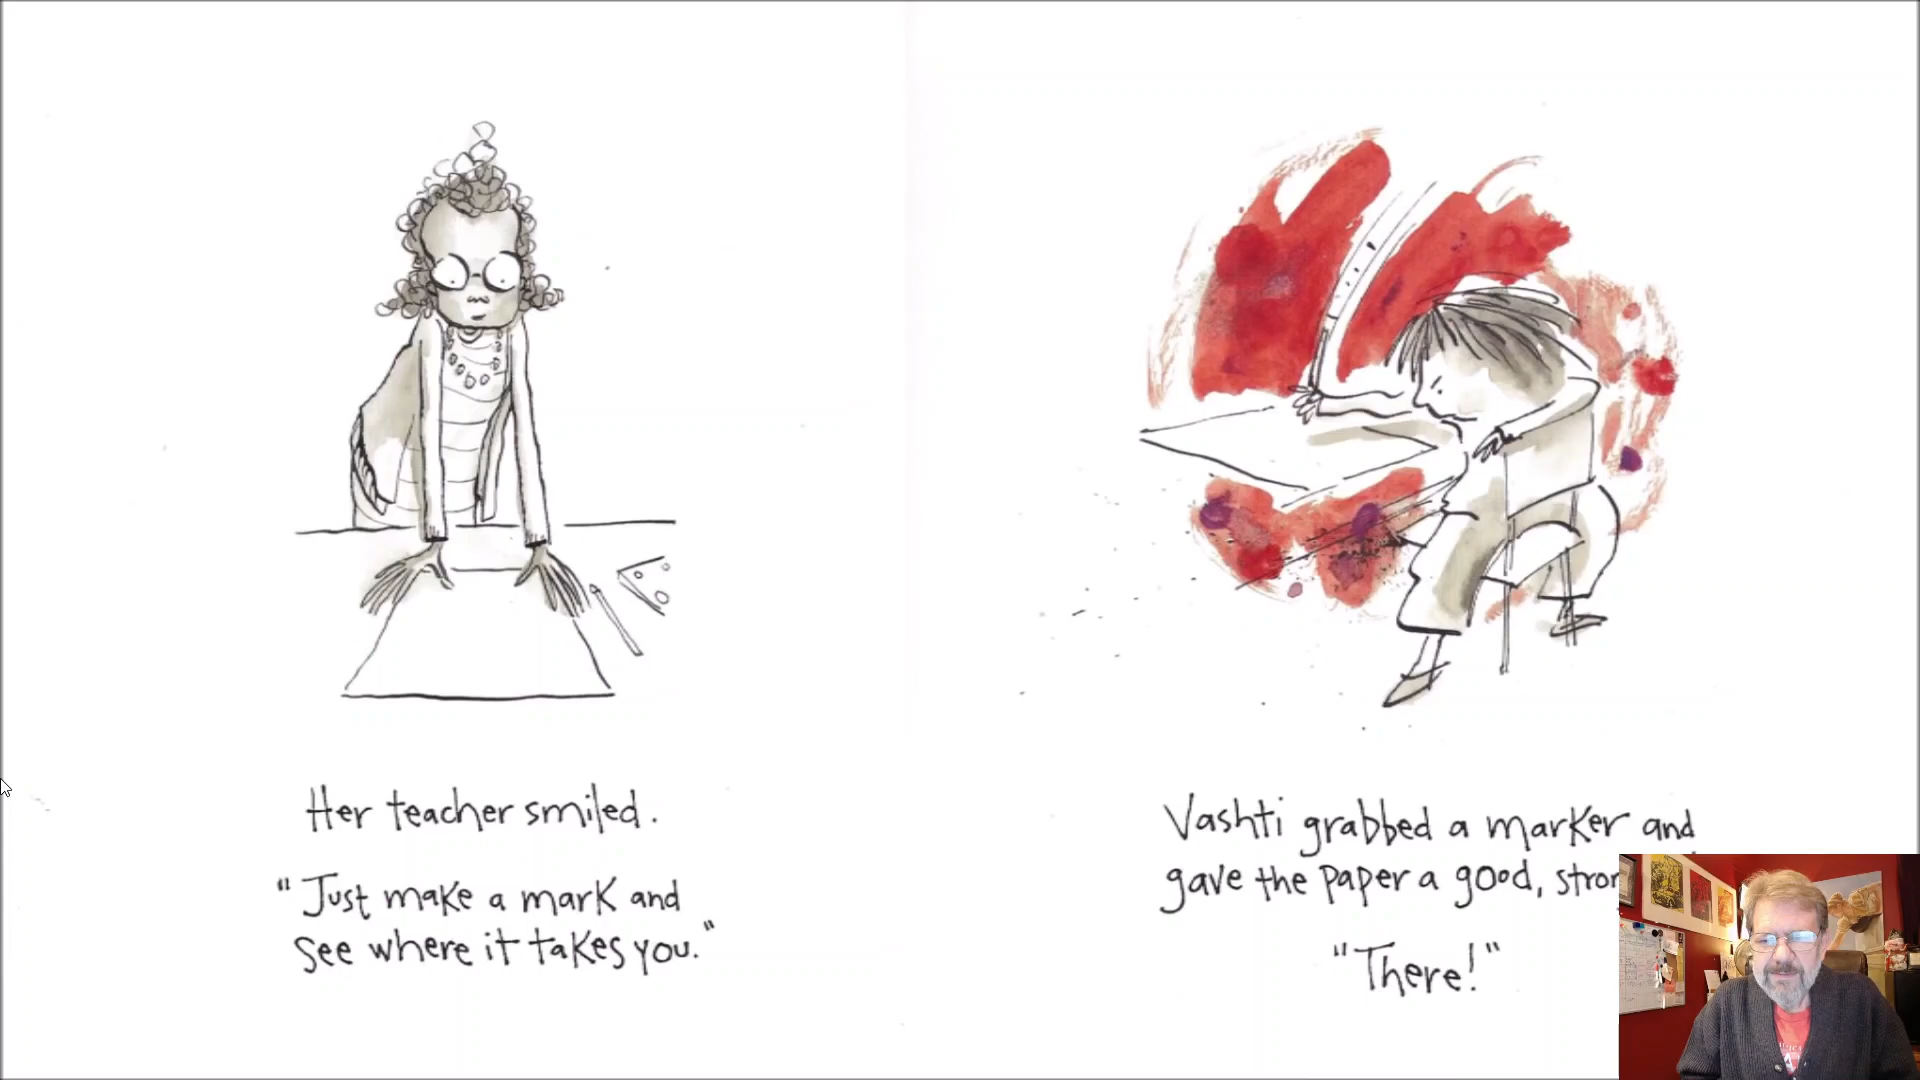 Her teacher smiled.
"Just make a mark and
see where it takes you."
Vashti grabbed a marker and
gave the paper a good, stron
"There!"